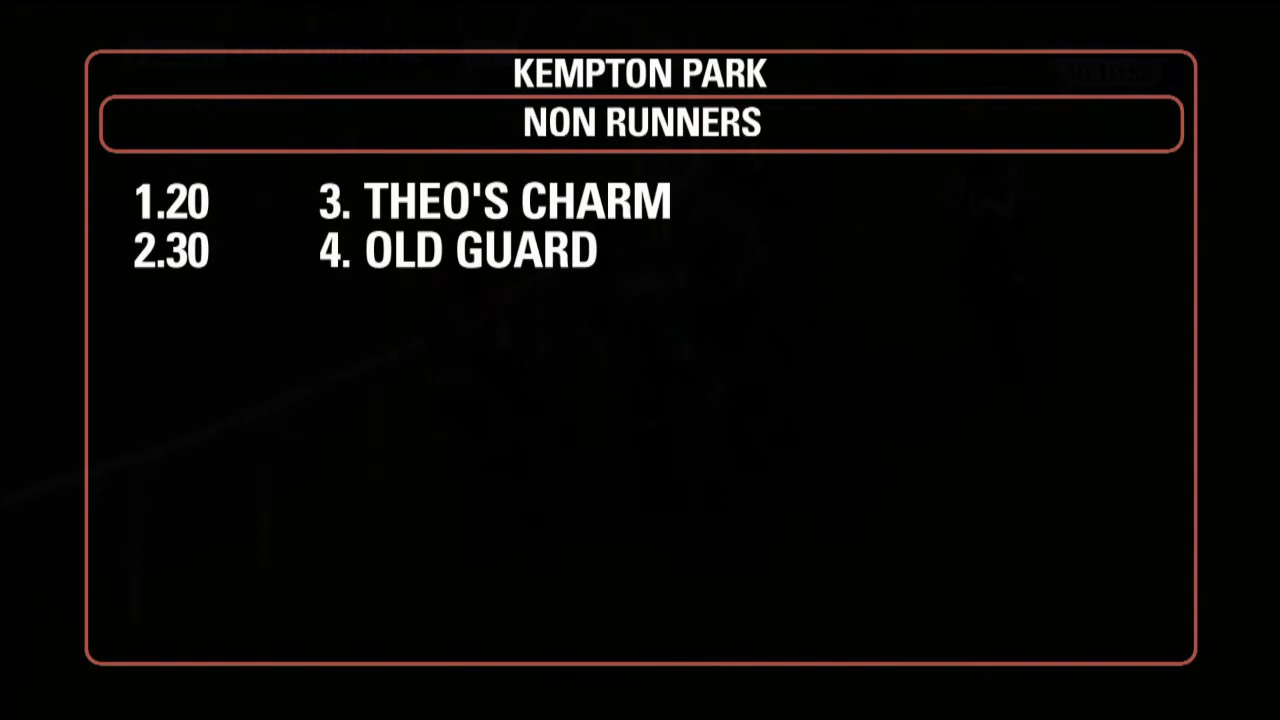 KEMPTON PARK
NON RUNNERS
1.20 3. THEO'S CHARM
2.30 4. OLD GUARD